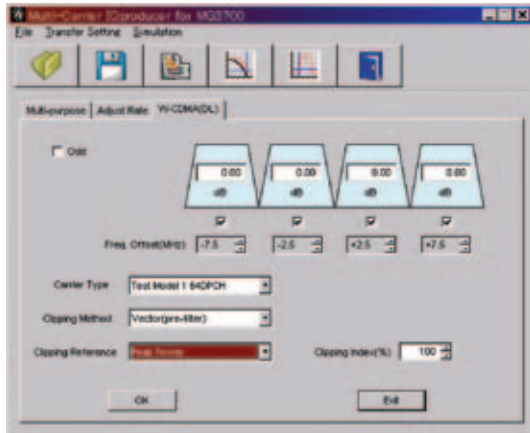 Multi-Carrier IQproducer for MG3700
File Transfer Setting Simulation
Multi-purpose Adjust Rate W-CDMA(DL)
Odd
0.00 0.00 0.00 0.00
dB dB dB dB
Freq. Offset(MHz) -7.5 -2.5 +2.5 +7.5
Carrier Type Test Model 1 64DPCH
Clipping Method Vector(pre-filter)
Clipping Reference Peak Power Clipping Index(%) 100
OK Exit